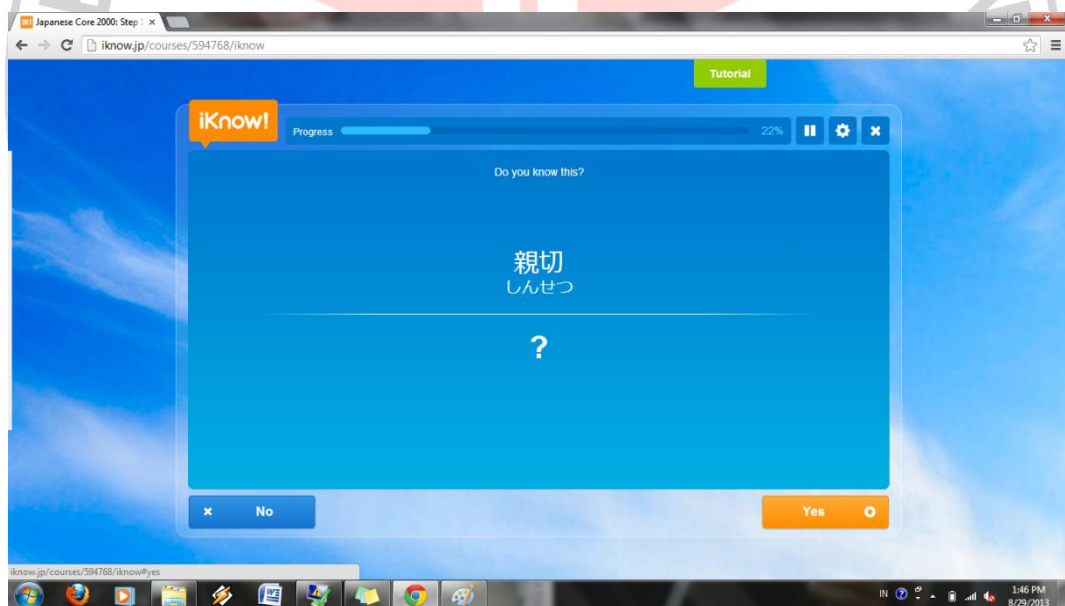 Japanese Core 2000: Step
iknow.jp/courses/594768/iknow
Tutorial
iKnow!
Progress
22%
Do you know this?
親切
しんせつ
?
No
Yes
iknow.jp/courses/594768/iknow#yes
IN
1:46 PM
8/29/2013